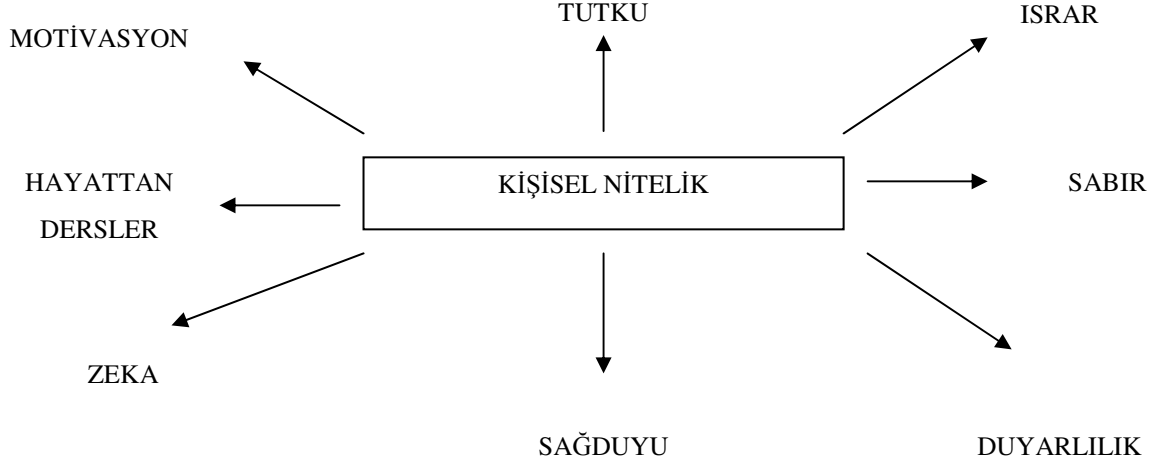 TUTKU
ISRAR
MOTİVASYON
HAYATTAN
DERSLER
KİŞİSEL NİTELİK
SABIR
ZEKA
SAĞDUYU
DUYARLILIK